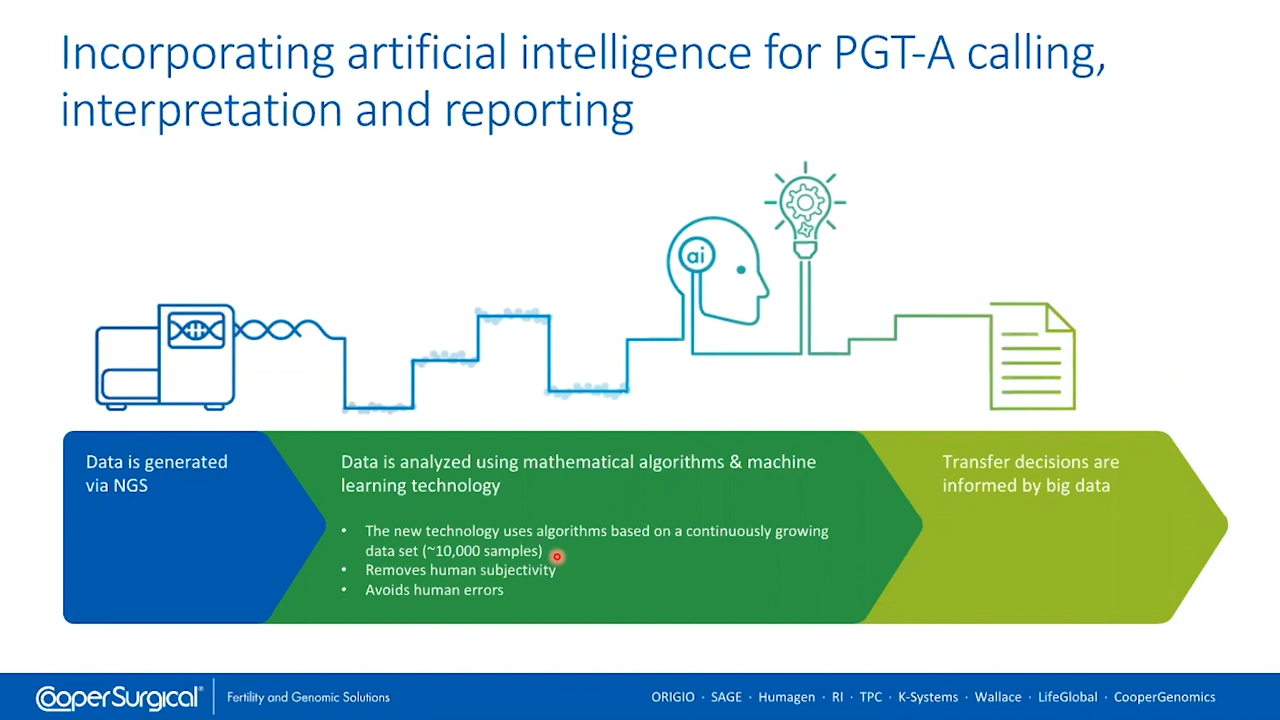 Incorporating artificial intelligence for PGT-A calling,
interpretation and reporting
ai
Data is generated
via NGS
Data is analyzed using mathematical algorithms & machine
learning technology
• The new technology uses algorithms based on a continuously growing
data set (~10,000 samples)
• Removes human subjectivity
• Avoids human errors
Transfer decisions are
informed by big data
CooperSurgical® Fertility and Genomic Solutions
ORIGIO · SAGE · Humagen · RI · TPC · K-Systems · Wallace · LifeGlobal · CooperGenomics